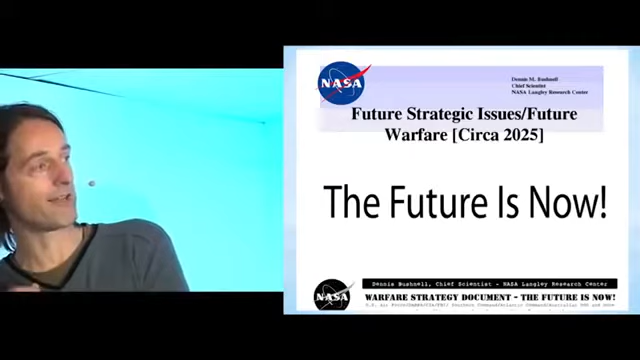 NASA
Dennis M. Bushnell
Chief Scientist
NASA Langley Research Center
Future Strategic Issues/Future
Warfare [Circa 2025]
The Future Is Now!
Dennis Bushnell, Chief Scientist - NASA Langley Research Center
NASA
WARFARE STRATEGY DOCUMENT - THE FUTURE IS NOW!